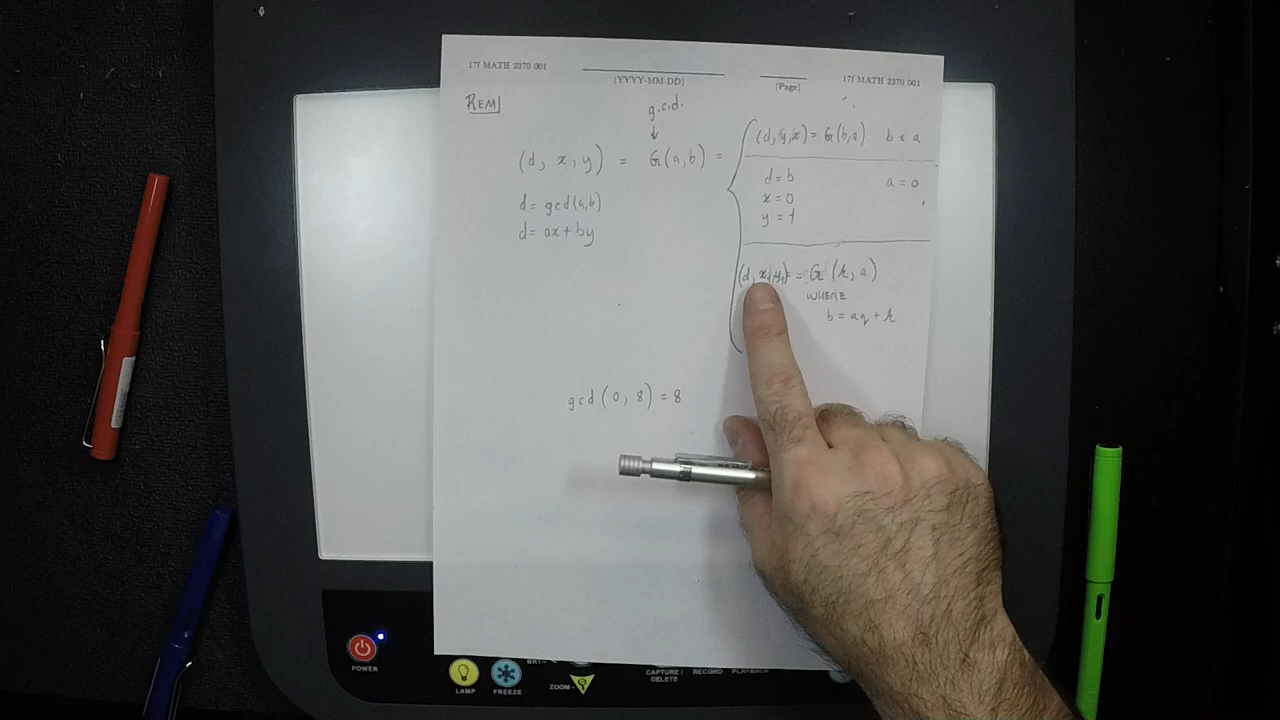 17f MATH 2370 001 (YYYY-MM-DD) (Page) 17f MATH 2370 001
REM
g.c.d.
↓
(d, x, y) = G(a,b) =
d = gcd(a,b)
d = ax + by
(d, y, x) = G(b,a) b < a
d = b a = 0
x = 0
y = 1
= G(r, a)
WHERE
b = aq + r
gcd(0, 8) = 8
POWER
LAMP
FREEZE
BRT-
ZOOM-
CAPTURE / DELETE
RECORD
PLAYBACK